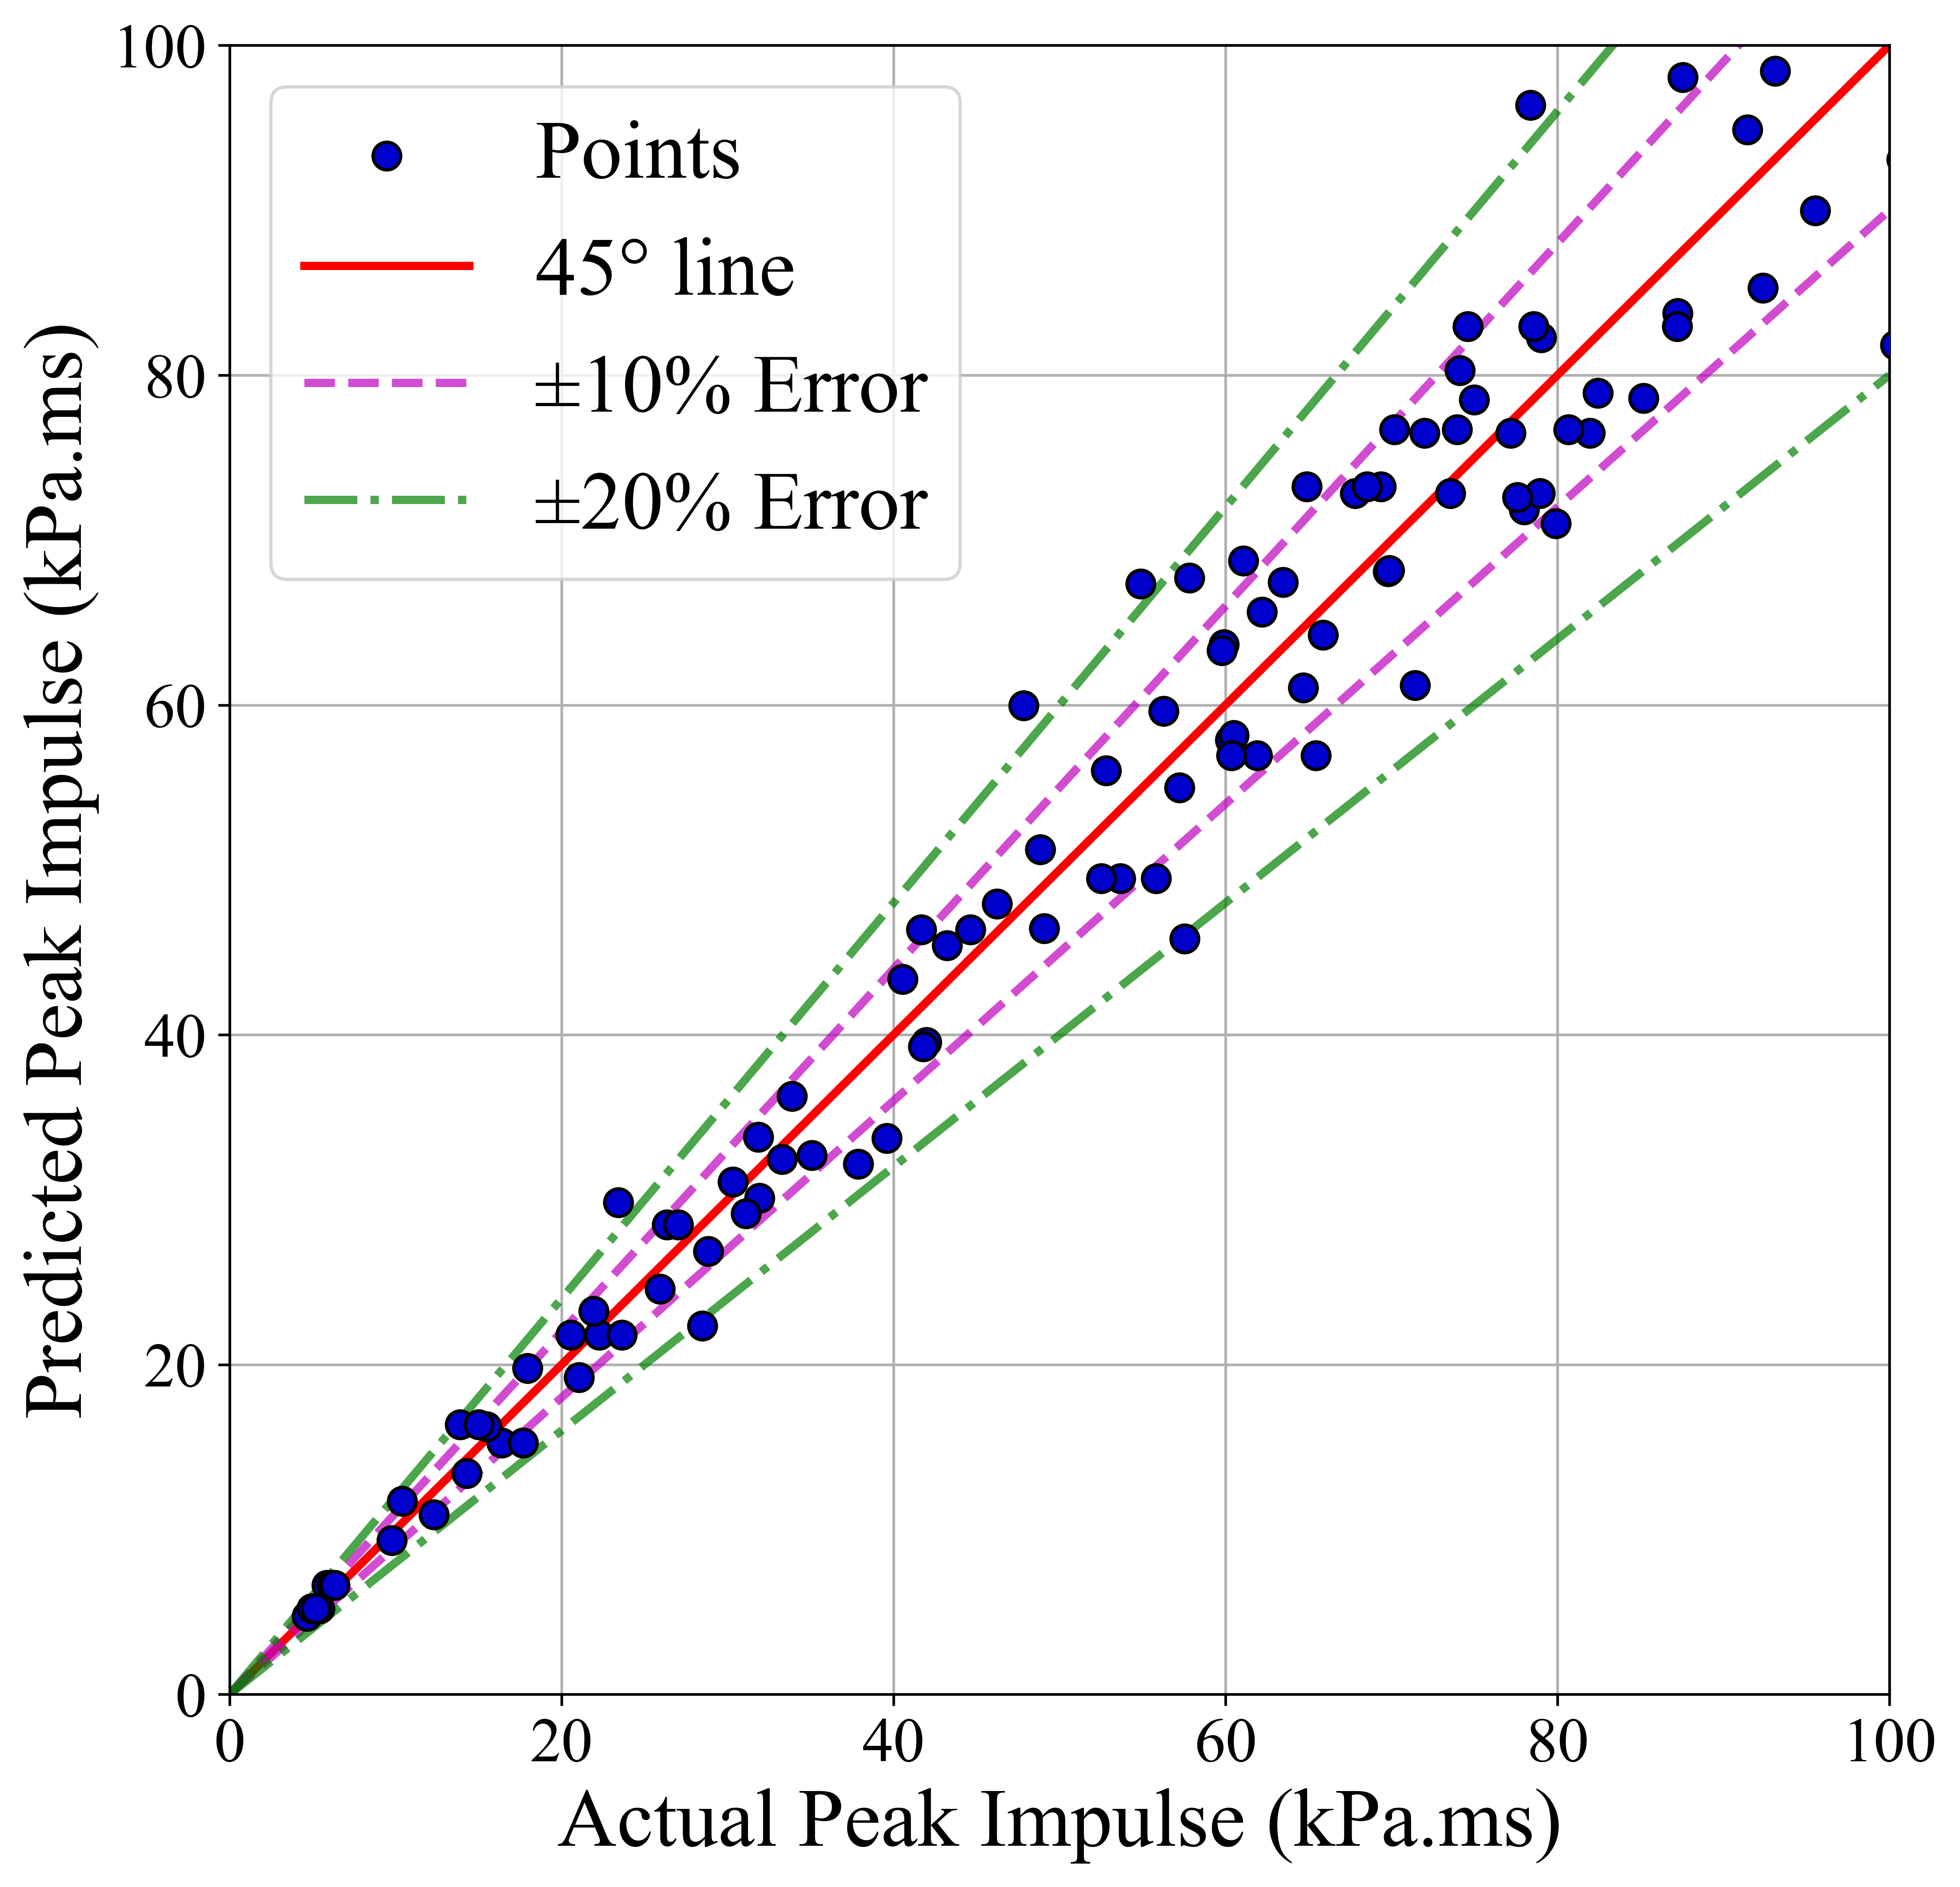 Points
45° line
±10% Error
±20% Error
Predicted Peak Impulse (kPa.ms)
100
80
60
40
20
0
0 20 40 60 80 100
Actual Peak Impulse (kPa.ms)